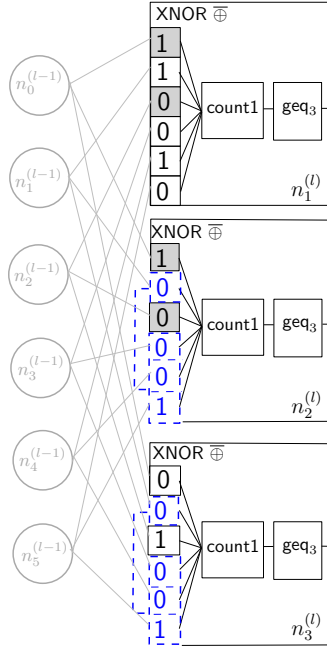 XNOR ⊕̅
1
1
0
0
1
0
count1
geq₃
n₁⁽ˡ⁾
n₀⁽ˡ⁻¹⁾
n₁⁽ˡ⁻¹⁾
n₂⁽ˡ⁻¹⁾
n₃⁽ˡ⁻¹⁾
n₄⁽ˡ⁻¹⁾
n₅⁽ˡ⁻¹⁾
XNOR ⊕̅
1
0
0
0
0
1
count1
geq₃
n₂⁽ˡ⁾
XNOR ⊕̅
0
0
1
0
0
1
count1
geq₃
n₃⁽ˡ⁾